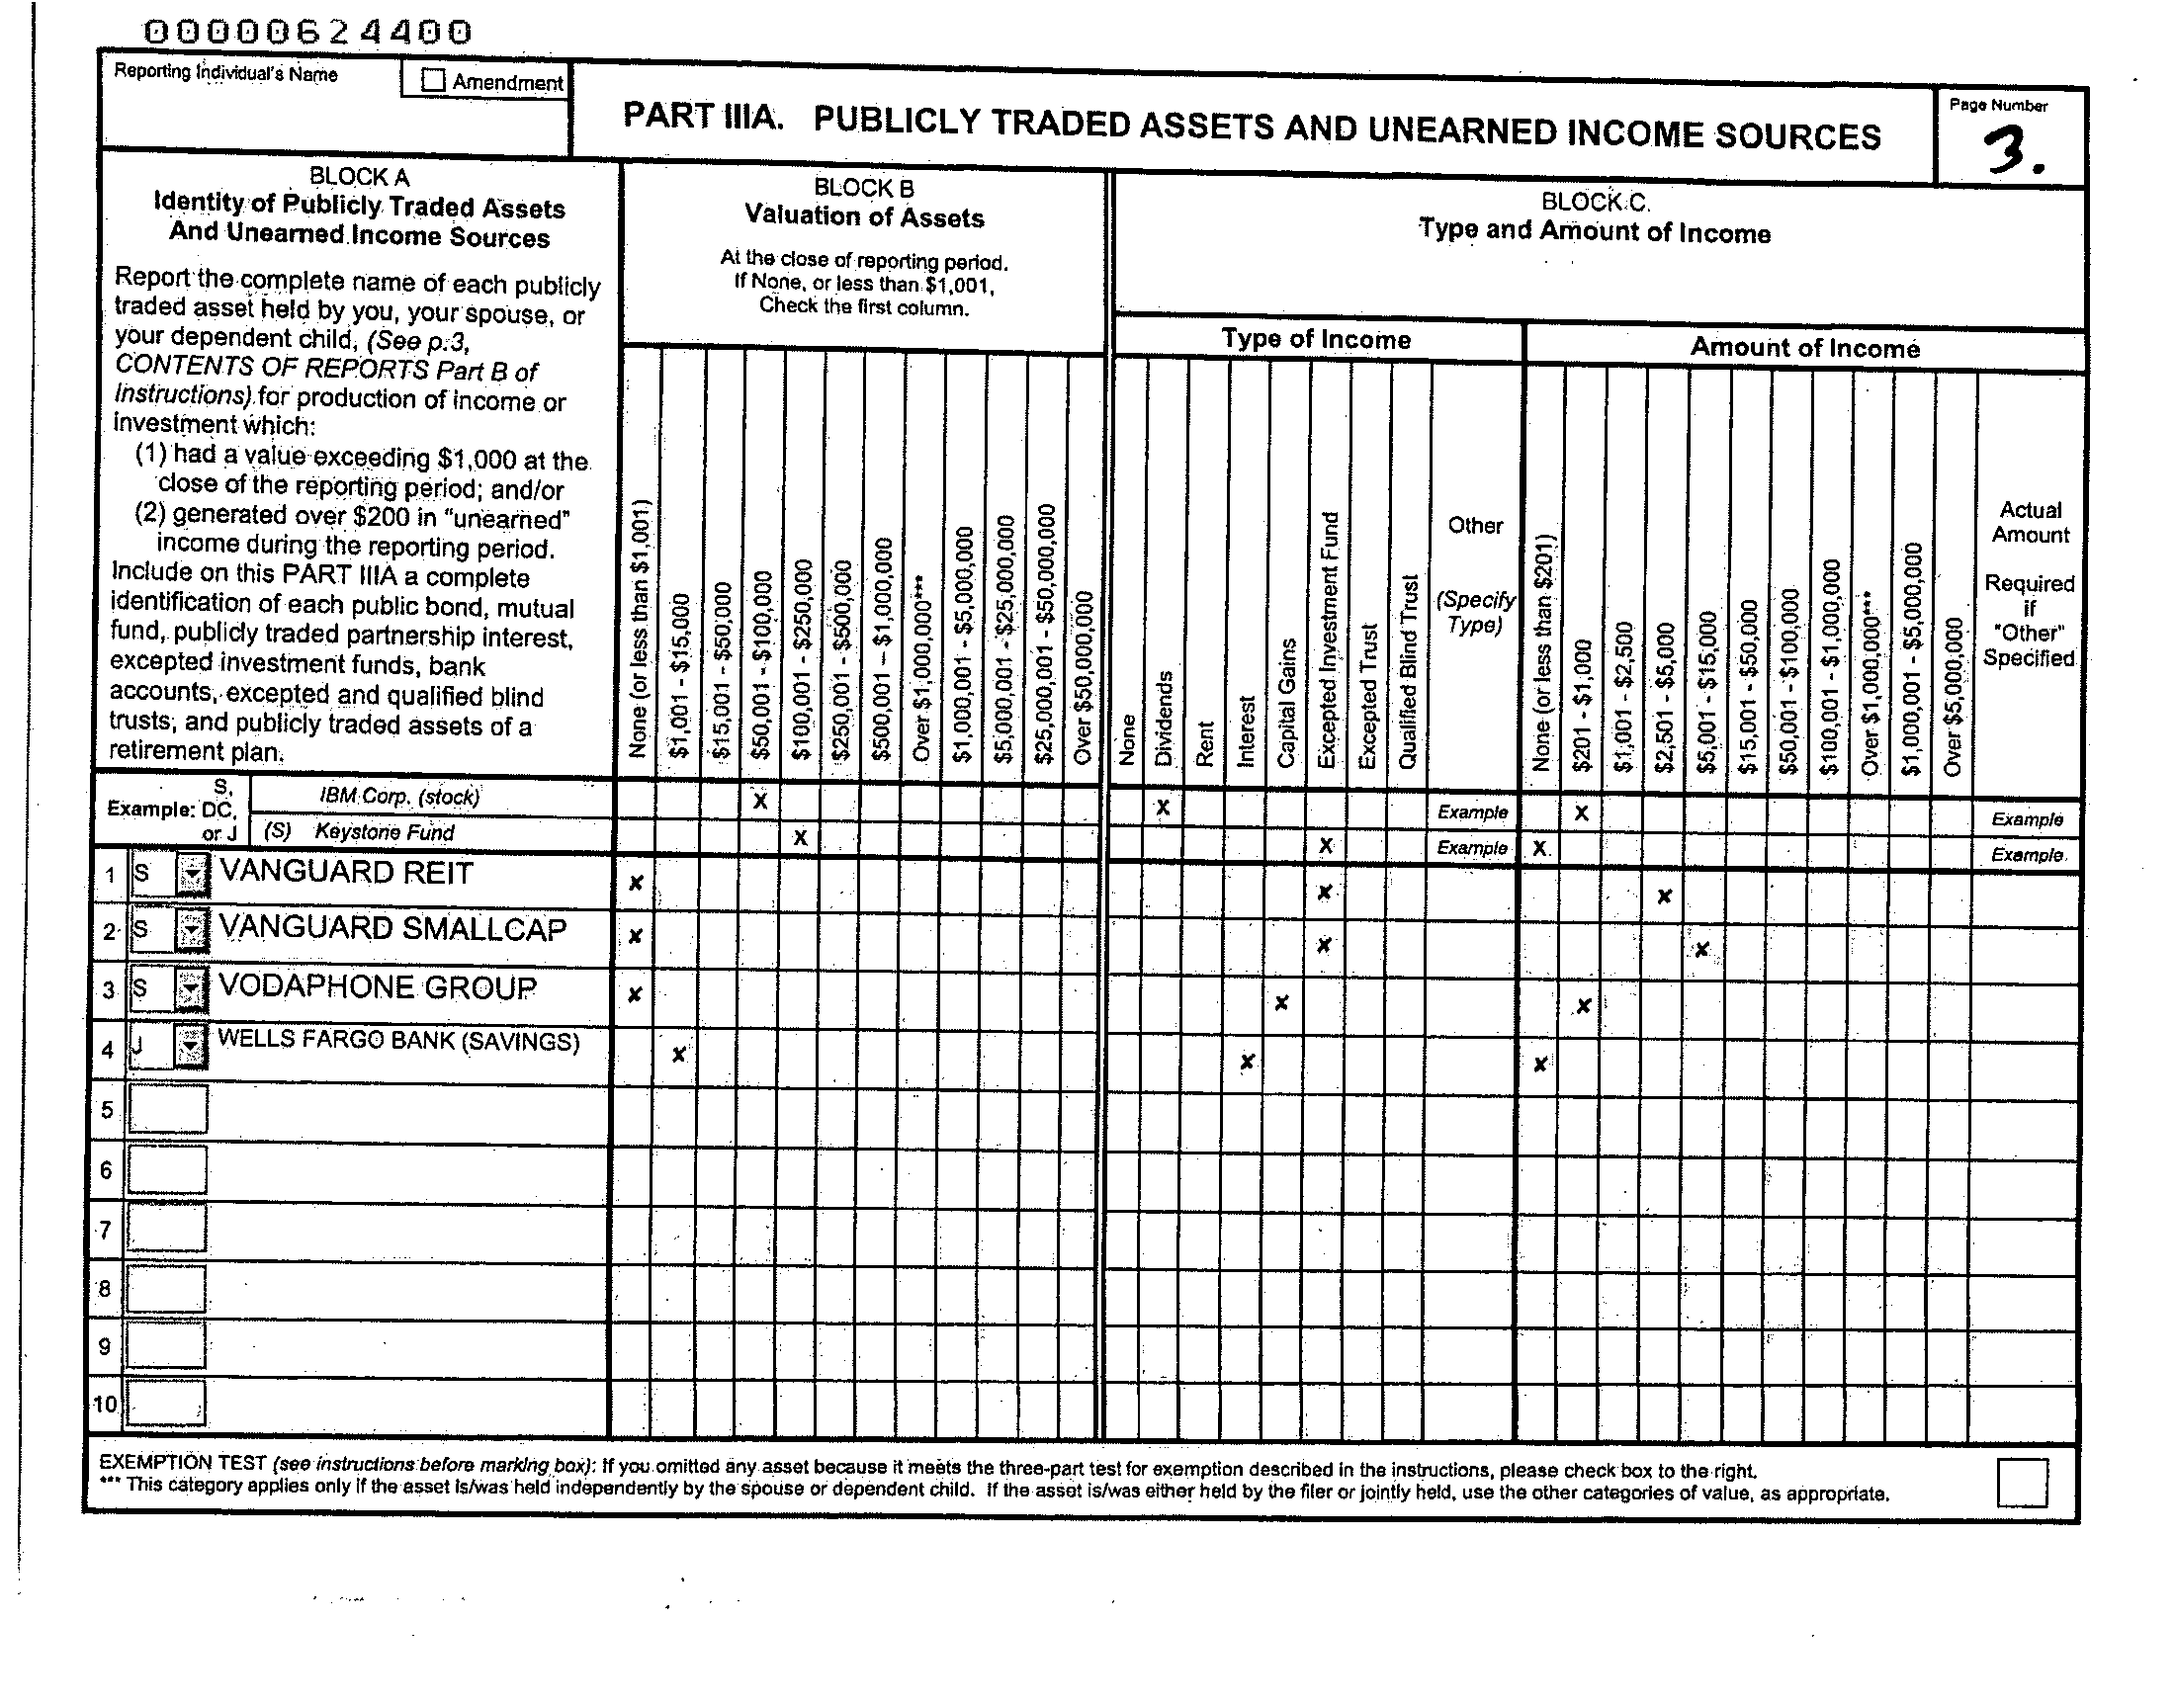 00000624400
Reporting Individual's Name
Amendment
PART IIIA. PUBLICLY TRADED ASSETS AND UNEARNED INCOME SOURCES
Page Number
3.
BLOCK A
Identity of Publicly Traded Assets
And Unearned Income Sources
Report the complete name of each publicly
traded asset held by you, your spouse, or
your dependent child, (See p.3,
CONTENTS OF REPORTS Part B of
Instructions) for production of income or
investment which:
(1) had a value exceeding $1,000 at the
close of the reporting period; and/or
(2) generated over $200 in "unearned"
income during the reporting period.
Include on this PART IIIA a complete
identification of each public bond, mutual
fund, publicly traded partnership interest,
excepted investment funds, bank
accounts, excepted and qualified blind
trusts, and publicly traded assets of a
retirement plan.
BLOCK B
Valuation of Assets
At the close of reporting period.
If None, or less than $1,001,
Check the first column.
None (or less than $1,001)
$1,001 - $15,000
$15,001 - $50,000
$50,001 - $100,000
$100,001 - $250,000
$250,001 - $500,000
$500,001 - $1,000,000
Over $1,000,000***
$1,000,001 - $5,000,000
$5,000,001 - $25,000,000
$25,000,001 - $50,000,000
Over $50,000,000
BLOCK C.
Type and Amount of Income
Type of Income
None
Dividends
Rent
Interest
Capital Gains
Excepted Investment Fund
Excepted Trust
Qualified Blind Trust
Other
(Specify
Type)
Amount of Income
None (or less than $201)
$201 - $1,000
$1,001 - $2,500
$2,501 - $5,000
$5,001 - $15,000
$15,001 - $50,000
$50,001 - $100,000
$100,001 - $1,000,000
Over $1,000,000***
$1,000,001 - $5,000,000
Over $5,000,000
Actual
Amount
Required
if
"Other"
Specified
S,
Example: DC,
or J
IBM Corp. (stock) X X Example X Example
(S) Keystone Fund X X Example X Example
1 S VANGUARD REIT x x x
2 S VANGUARD SMALLCAP x x x
3 S VODAPHONE GROUP x x x
4 J WELLS FARGO BANK (SAVINGS) x x x
5
6
7
8
9
10
EXEMPTION TEST (see instructions before marking box): If you omitted any asset because it meets the three-part test for exemption described in the instructions, please check box to the right.
*** This category applies only if the asset is/was held independently by the spouse or dependent child. If the asset is/was either held by the filer or jointly held, use the other categories of value, as appropriate.